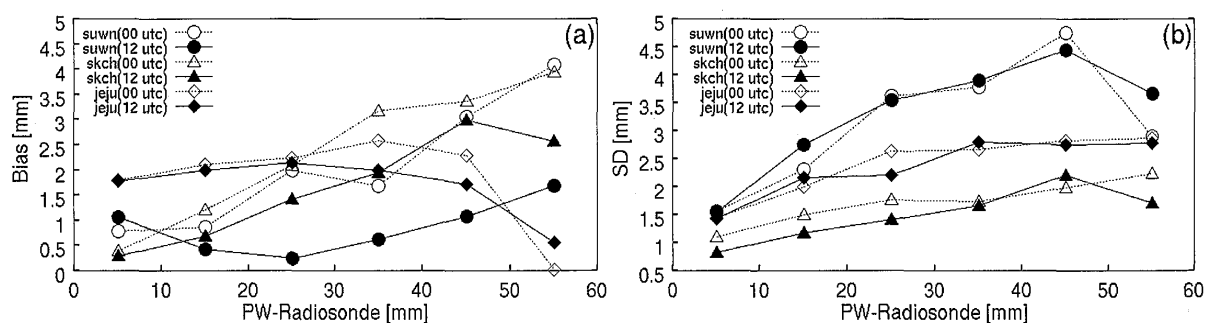 (a)
5
4.5
4
3.5
3
2.5
2
1.5
1
0.5
0
Bias [mm]
suwn(00 utc)
suwn(12 utc)
skch(00 utc)
skch(12 utc)
jeju(00 utc)
jeju(12 utc)
0 10 20 30 40 50 60
PW-Radiosonde [mm]
(b)
5
4.5
4
3.5
3
2.5
2
1.5
1
0.5
SD [mm]
suwn(00 utc)
suwn(12 utc)
skch(00 utc)
skch(12 utc)
jeju(00 utc)
jeju(12 utc)
0 10 20 30 40 50 60
PW-Radiosonde [mm]